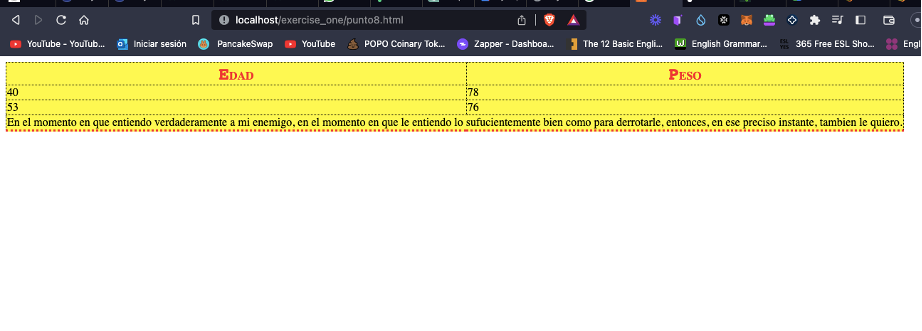 localhost/exercise_one/punto8.html
YouTube - YouTub... Iniciar sesión PancakeSwap YouTube POPO Coinary Tok... Zapper - Dashboa... The 12 Basic Engli... English Grammar... 365 Free ESL Sho... Engl
EDAD PESO
40 78
53 76
En el momento en que entiendo verdaderamente a mi enemigo, en el momento en que le entiendo lo sufucientemente bien como para derrotarle, entonces, en ese preciso instante, tambien le quiero.